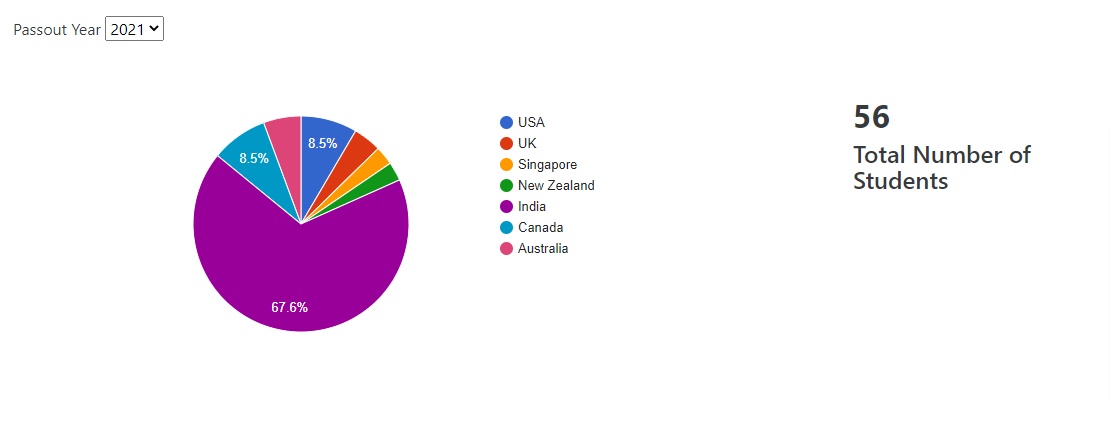 Passout Year 2021
8.5%
8.5%
67.6%
USA
UK
Singapore
New Zealand
India
Canada
Australia
56
Total Number of
Students